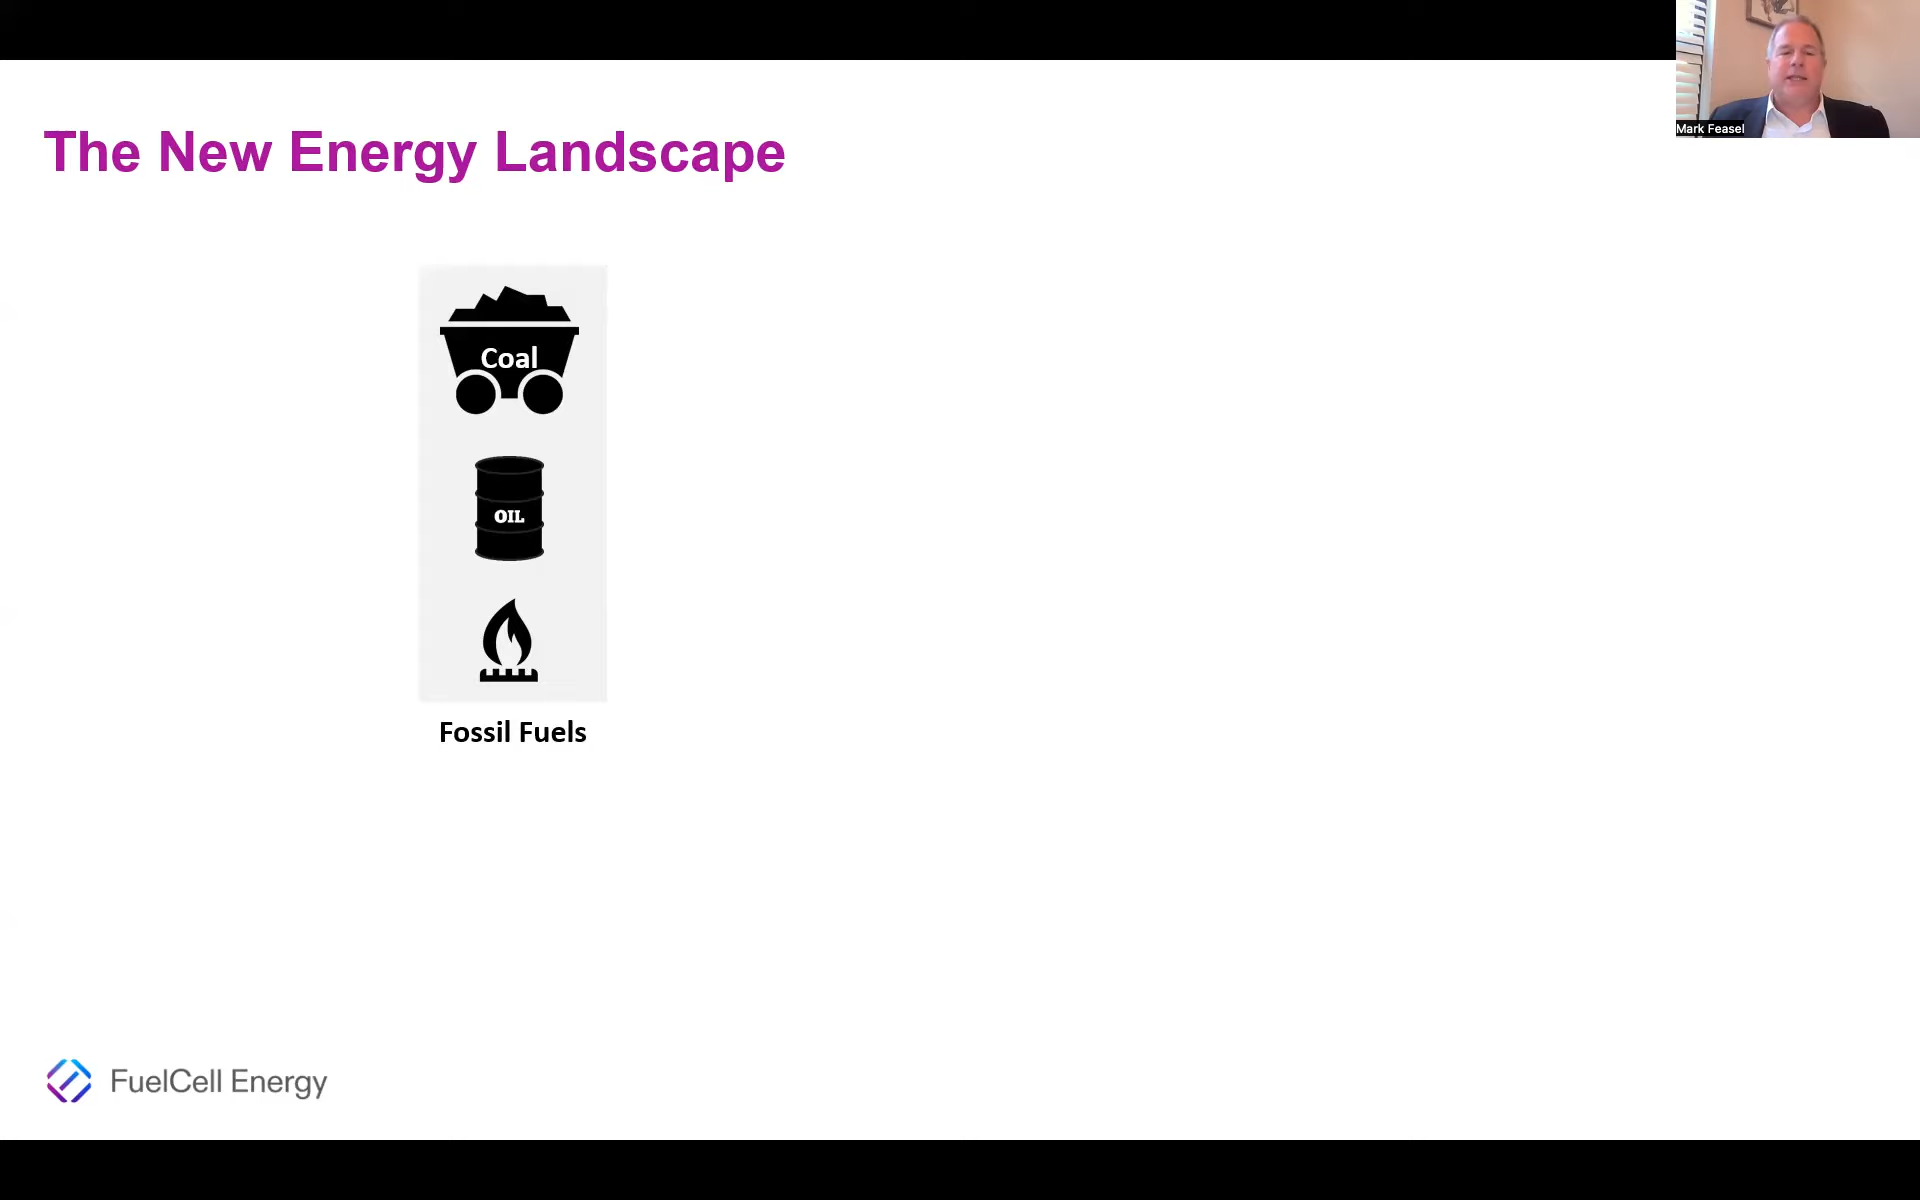 Mark Feasel
The New Energy Landscape
Coal
OIL
Fossil Fuels
FuelCell Energy